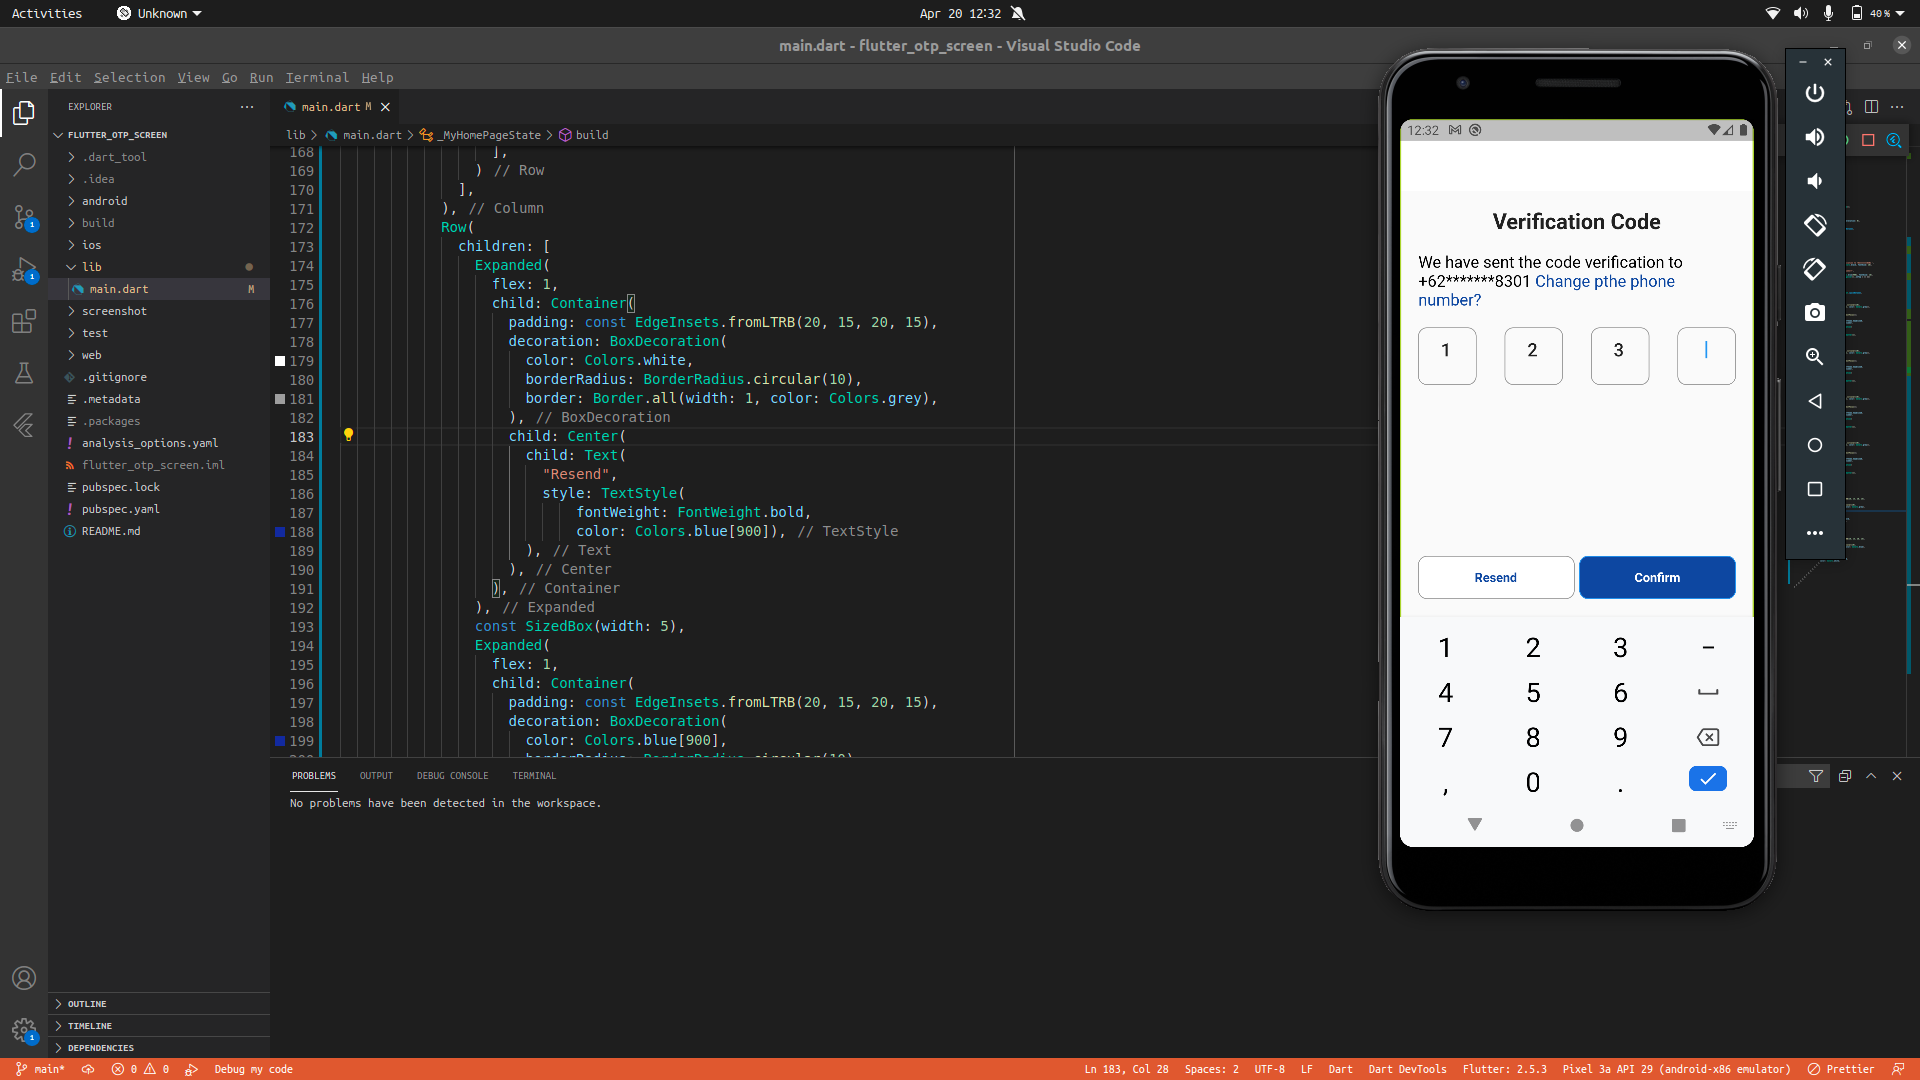 Activities
Unknown
Apr 20 12:32
40 %
main.dart - flutter_otp_screen - Visual Studio Code
File Edit Selection View Go Run Terminal Help
EXPLORER
FLUTTER_OTP_SCREEN
.dart_tool
.idea
android
build
ios
lib
main.dart M
screenshot
test
web
.gitignore
.metadata
.packages
analysis_options.yaml
flutter_otp_screen.iml
pubspec.lock
pubspec.yaml
README.md
OUTLINE
TIMELINE
DEPENDENCIES
main.dart M
lib > main.dart > _MyHomePageState > build
168 ],
169 ) // Row
170 ],
171 ), // Column
172 Row(
173 children: [
174 Expanded(
175 flex: 1,
176 child: Container(
177 padding: const EdgeInsets.fromLTRB(20, 15, 20, 15),
178 decoration: BoxDecoration(
179 color: Colors.white,
180 borderRadius: BorderRadius.circular(10),
181 border: Border.all(width: 1, color: Colors.grey),
182 ), // BoxDecoration
183 child: Center(
184 child: Text(
185 "Resend",
186 style: TextStyle(
187 fontWeight: FontWeight.bold,
188 color: Colors.blue[900]), // TextStyle
189 ), // Text
190 ), // Center
191 ), // Container
192 ), // Expanded
193 const SizedBox(width: 5),
194 Expanded(
195 flex: 1,
196 child: Container(
197 padding: const EdgeInsets.fromLTRB(20, 15, 20, 15),
198 decoration: BoxDecoration(
199 color: Colors.blue[900],
PROBLEMS OUTPUT DEBUG CONSOLE TERMINAL
No problems have been detected in the workspace.
12:32
Verification Code
We have sent the code verification to
+62*******8301 Change pthe phone
number?
1 2 3
Resend Confirm
1 2 3 -
4 5 6
7 8 9
, 0 .
main* 0 0 Debug my code
Ln 183, Col 28 Spaces: 2 UTF-8 LF Dart Dart DevTools Flutter: 2.5.3 Pixel 3a API 29 (android-x86 emulator) Prettier